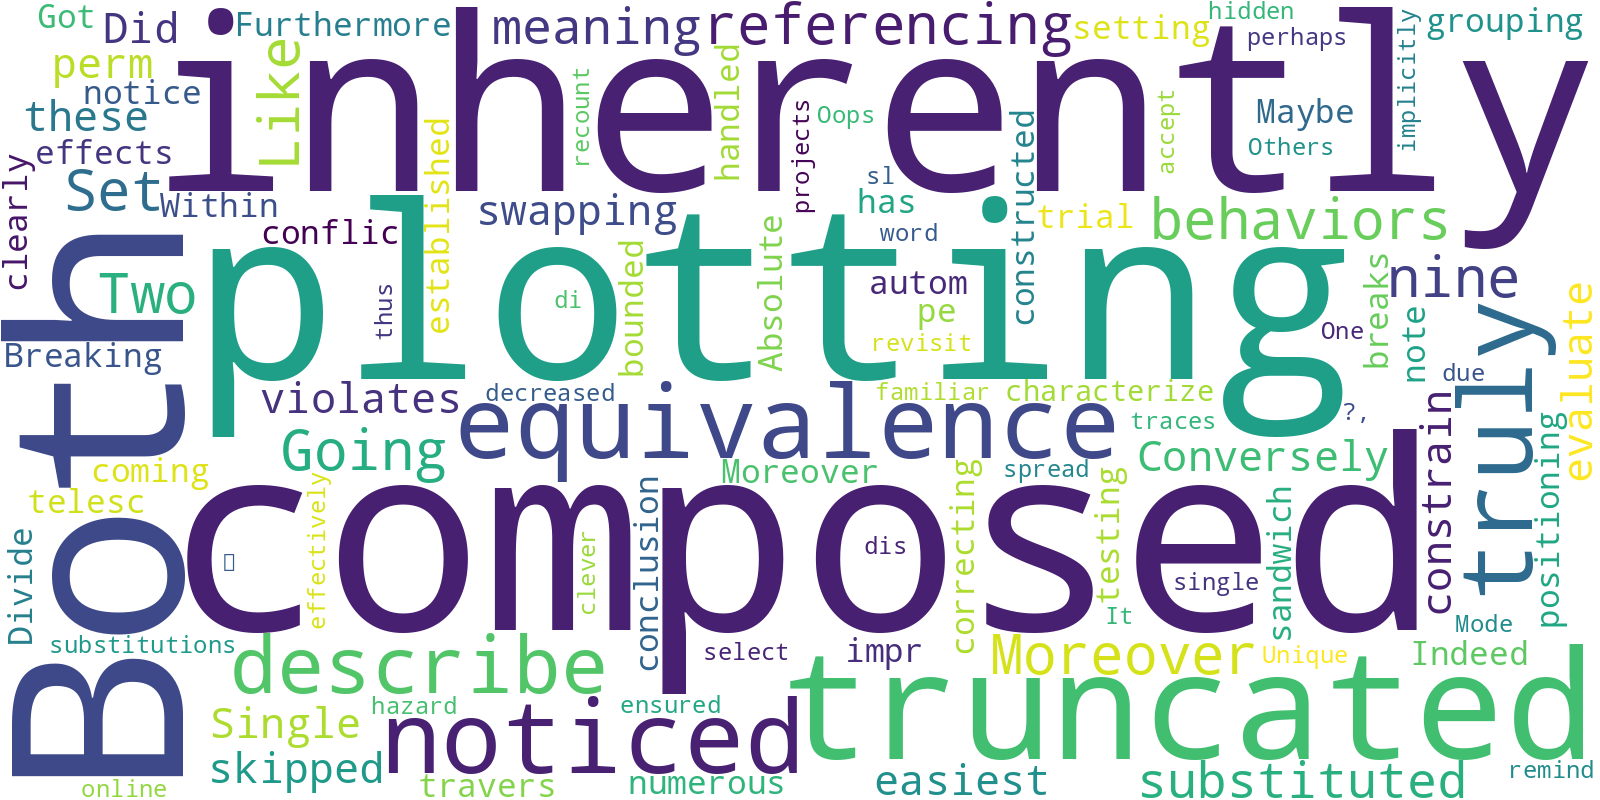 Got
Did
Furthermore
meaning
referencing
setting
hidden
perhaps
grouping
perm
notice
these
effects
Like
inherently
recount
handled
projects
Oops
accept
Maybe
Others
implicitly
clearly
Set
Within
conflic
established
swapping
bounded
Absolute
sl
has
word
constructed
trial
behaviors
Both
Two
plotting
thus
di
autom
pe
revisit
breaks
nine
note
One
truly
evaluate
Breaking
violates
decreased
equivalence
familiar
characterize
traces
?,
due
Going
Moreover
spread
Conversely
constrain
positioning
coming
telesc
effectively
composed
clever
conclusion
dis
correcting
testing
single
sandwich
It
Divide
substitutions
describe
select
impr
Moreover
Unique
Mode
Indeed
Single
hazard
noticed
ensured
truncated
skipped
travers
numerous
easiest
substituted
remind
online